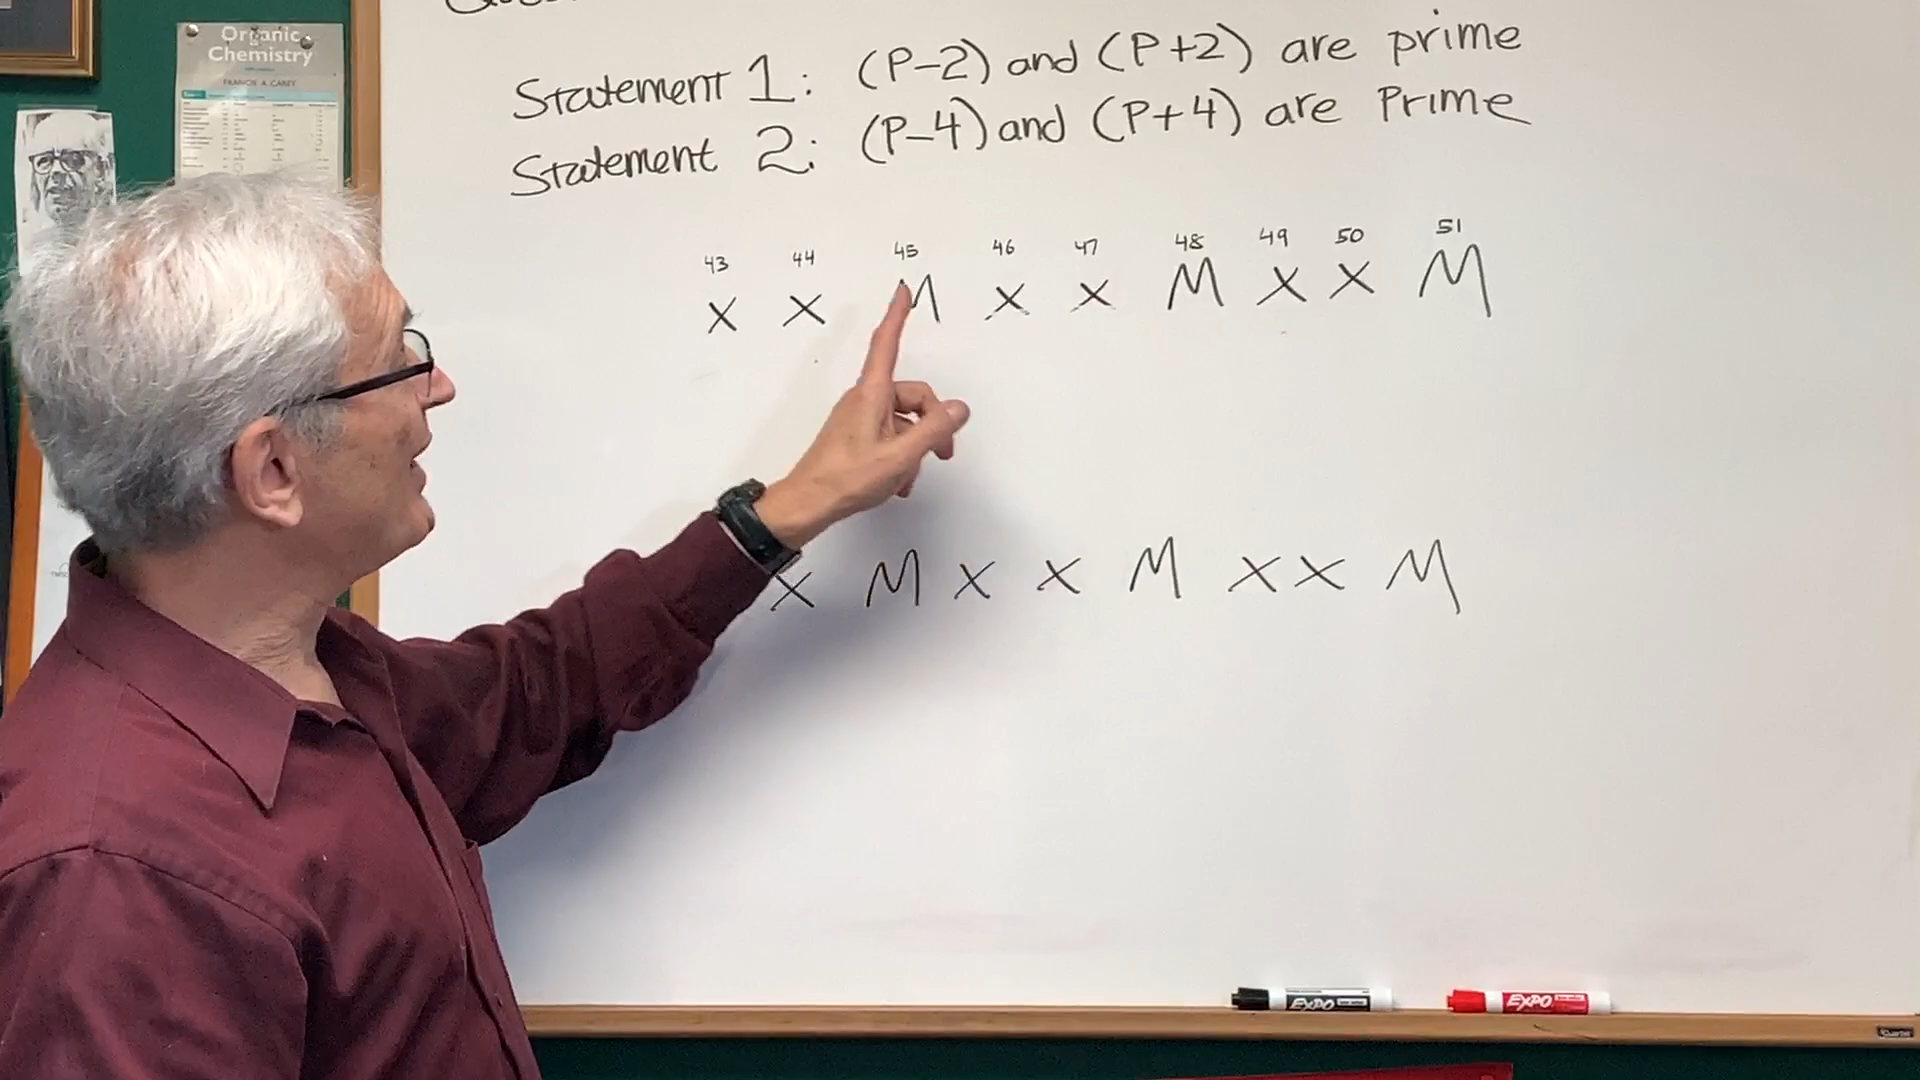 Organic
Chemistry
FRANCIS A. CAREY
Statement 1: (P-2) and (P+2) are prime
Statement 2: (P-4) and (P+4) are Prime
43 44 45 46 47 48 49 50 51
X X M X X M X X M
X M X X M X X M
EXPO EXPO